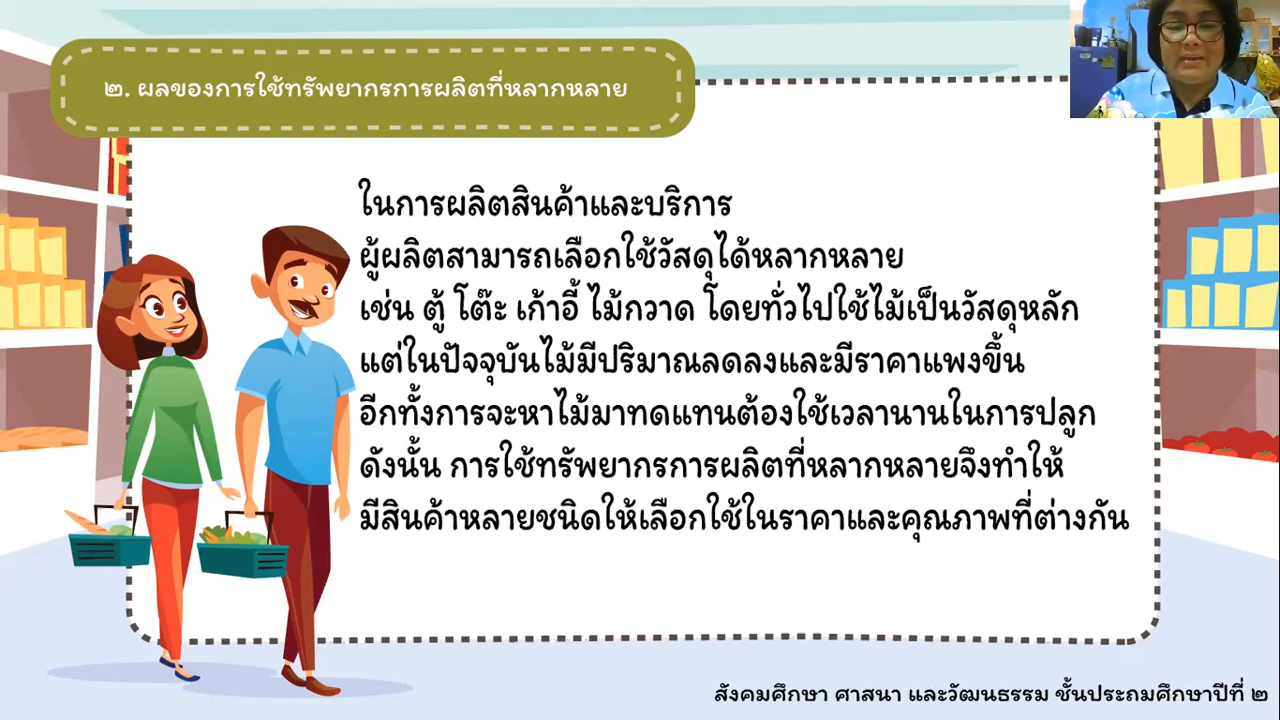 ๒. ผลของการใช้ทรัพยากรการผลิตที่หลากหลาย
ในการผลิตสินค้าและบริการ
ผู้ผลิตสามารถเลือกใช้วัสดุได้หลากหลาย
เช่น ตู้ โต๊ะ เก้าอี้ ไม้กวาด โดยทั่วไปใช้ไม้เป็นวัสดุหลัก
แต่ในปัจจุบันไม้มีปริมาณลดลงและมีราคาแพงขึ้น
อีกทั้งการจะหาไม้มาทดแทนต้องใช้เวลานานในการปลูก
ดังนั้น การใช้ทรัพยากรการผลิตที่หลากหลายจึงทำให้
มีสินค้าหลายชนิดให้เลือกใช้ในราคาและคุณภาพที่ต่างกัน
สังคมศึกษา ศาสนา และวัฒนธรรม ชั้นประถมศึกษาปีที่ ๒